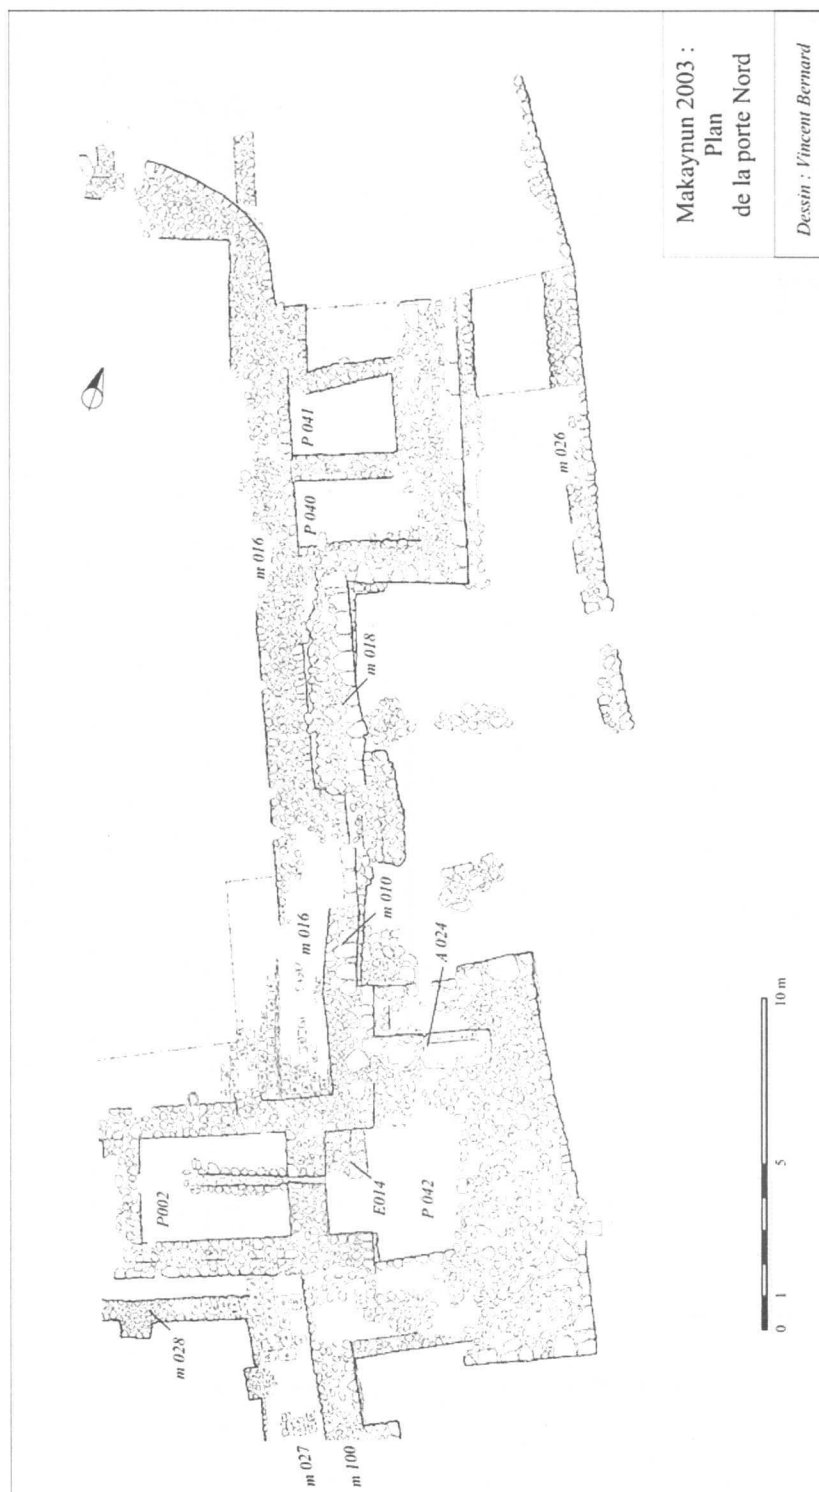 Makaynun 2003 :
Plan
de la porte Nord
Dessin : Vincent Bernard
P 041
P 040
m 016
m 018
m 026
m 016
m 010
A 024
P002
E014
P 042
m 028
m 027
m 100
0 1 5 10 m